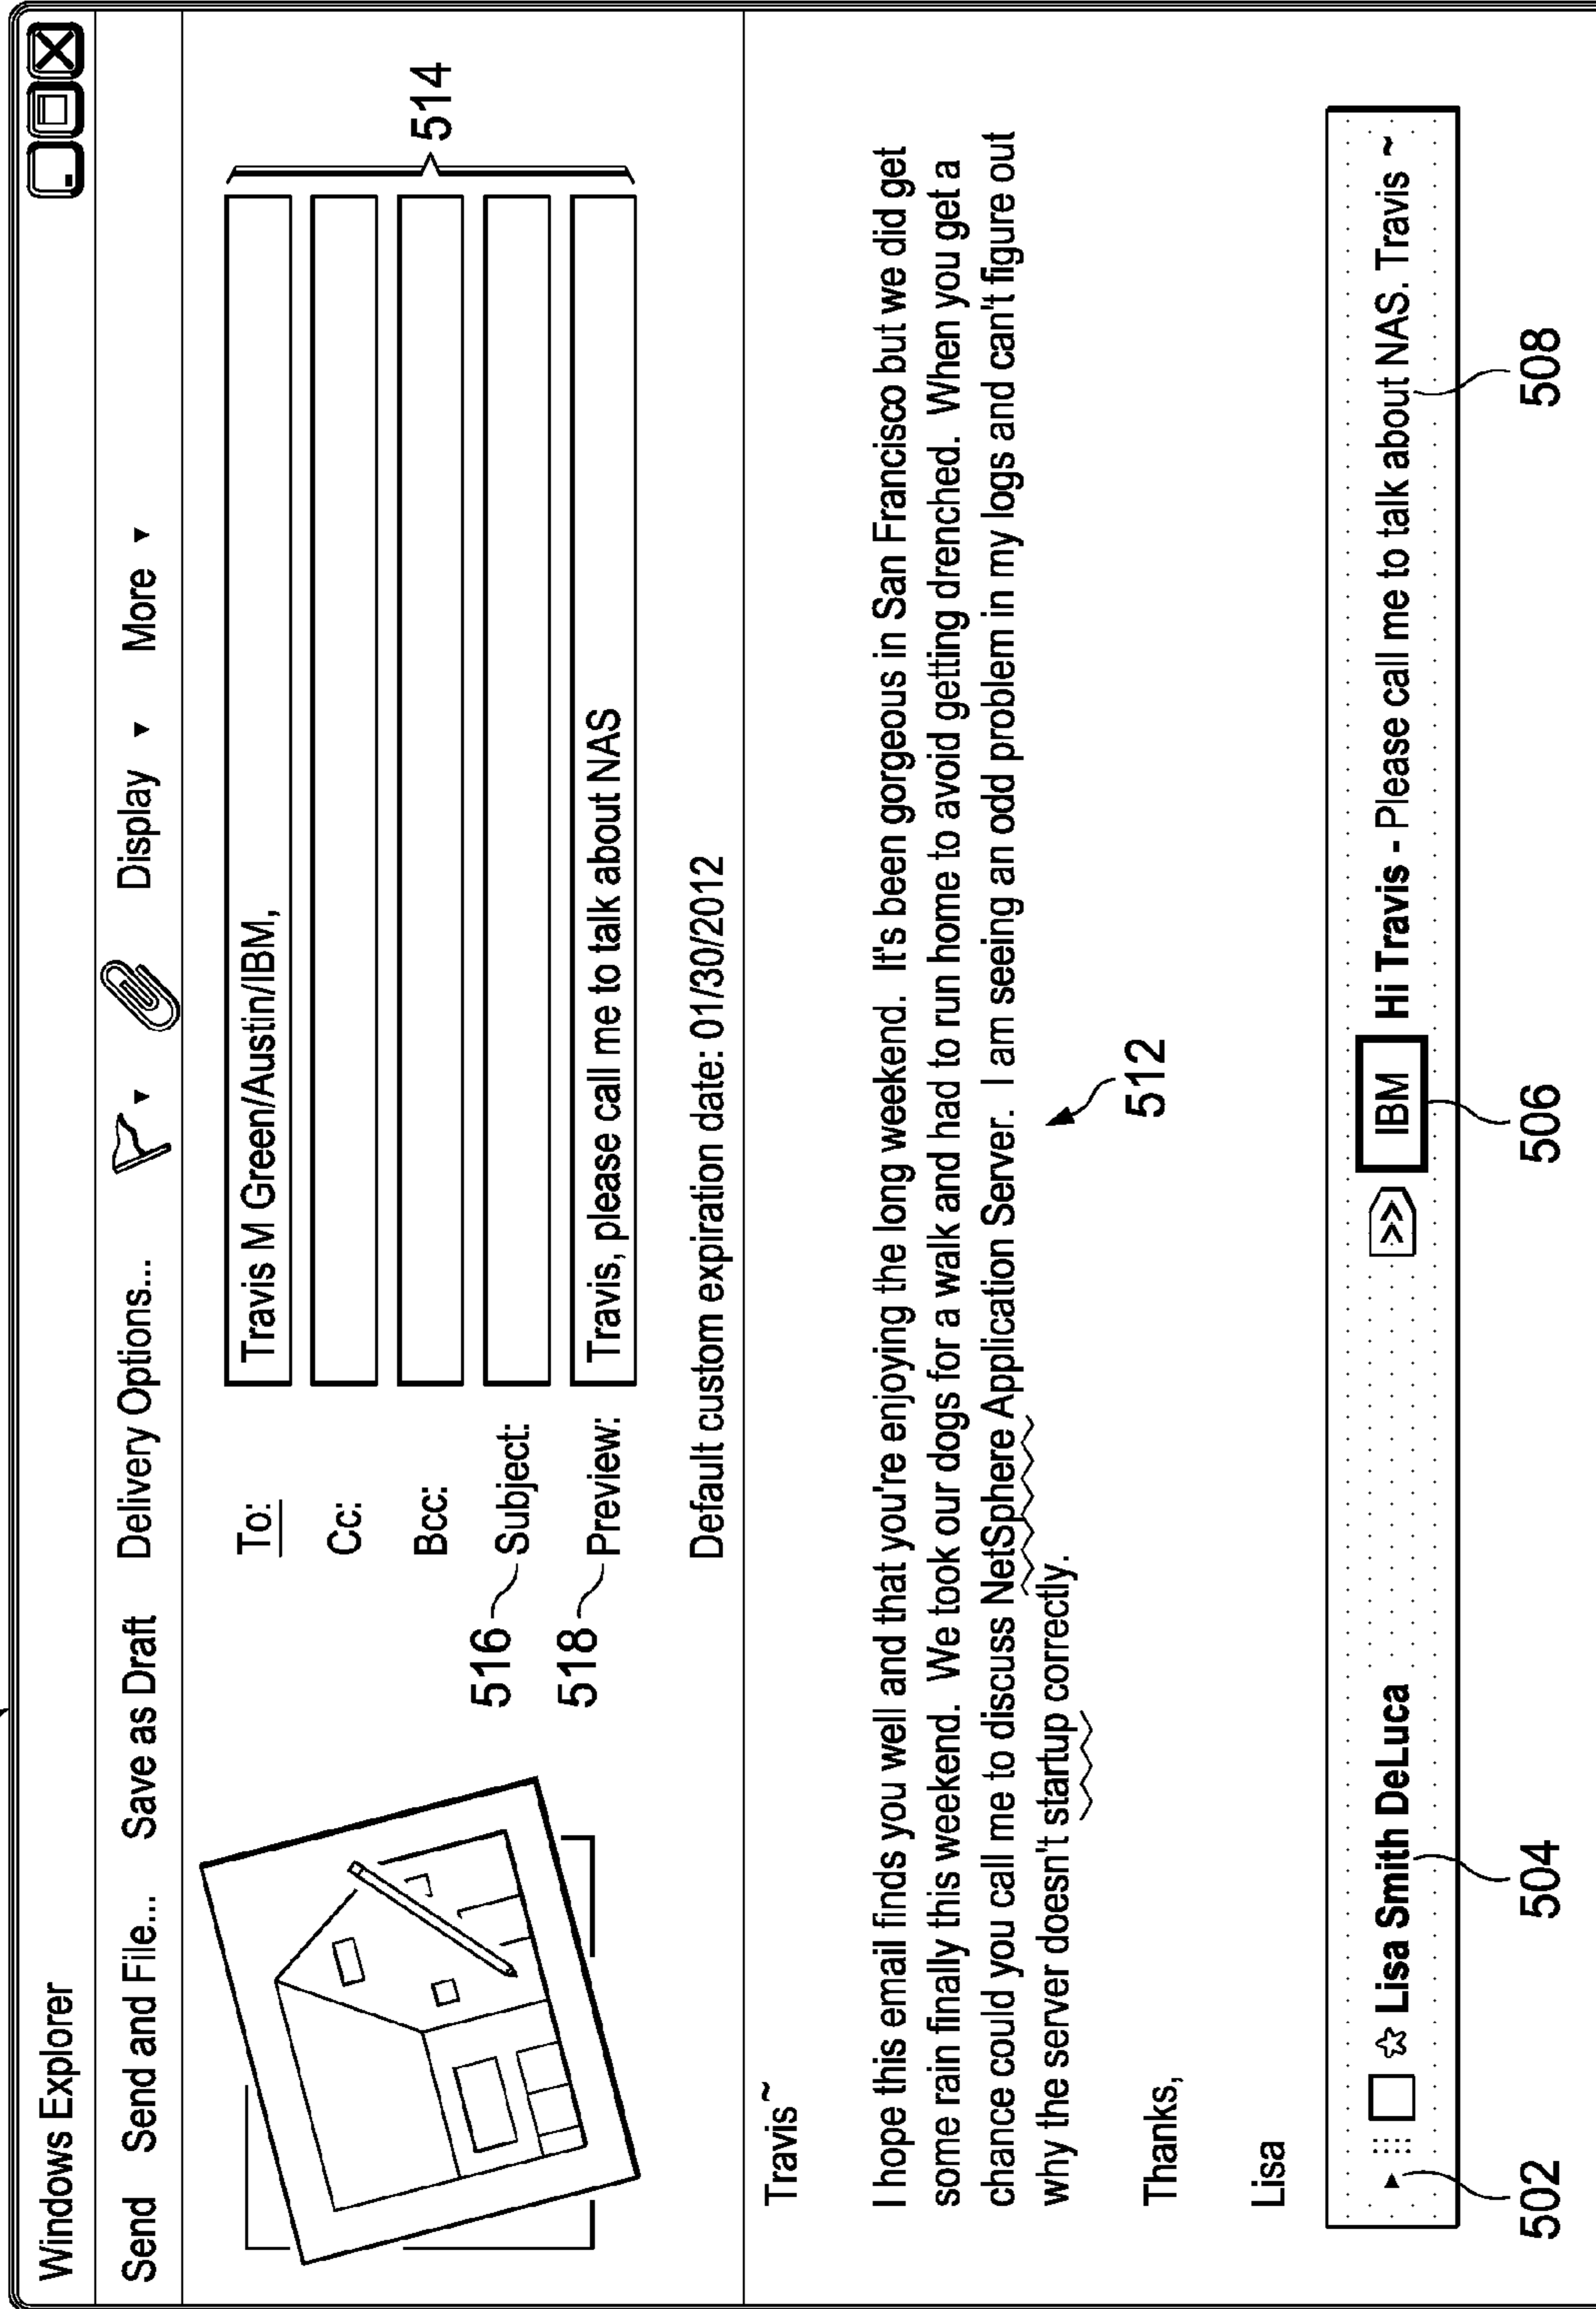 Windows Explorer
Send Send and File... Save as Draft Delivery Options... Display ▼ More ▼
To: Travis M Green/Austin/IBM,
Cc:
Bcc:
516 Subject:
518 Preview: Travis, please call me to talk about NAS
514
Default custom expiration date: 01/30/2012
Travis~
I hope this email finds you well and that you're enjoying the long weekend. It's been gorgeous in San Francisco but we did get
some rain finally this weekend. We took our dogs for a walk and had to run home to avoid getting drenched. When you get a
chance could you call me to discuss NetSphere Application Server. I am seeing an odd problem in my logs and can't figure out
why the server doesn't startup correctly.
512
Thanks,
Lisa
Lisa Smith DeLuca >> IBM Hi Travis - Please call me to talk about NAS. Travis ~
502 504 506 508